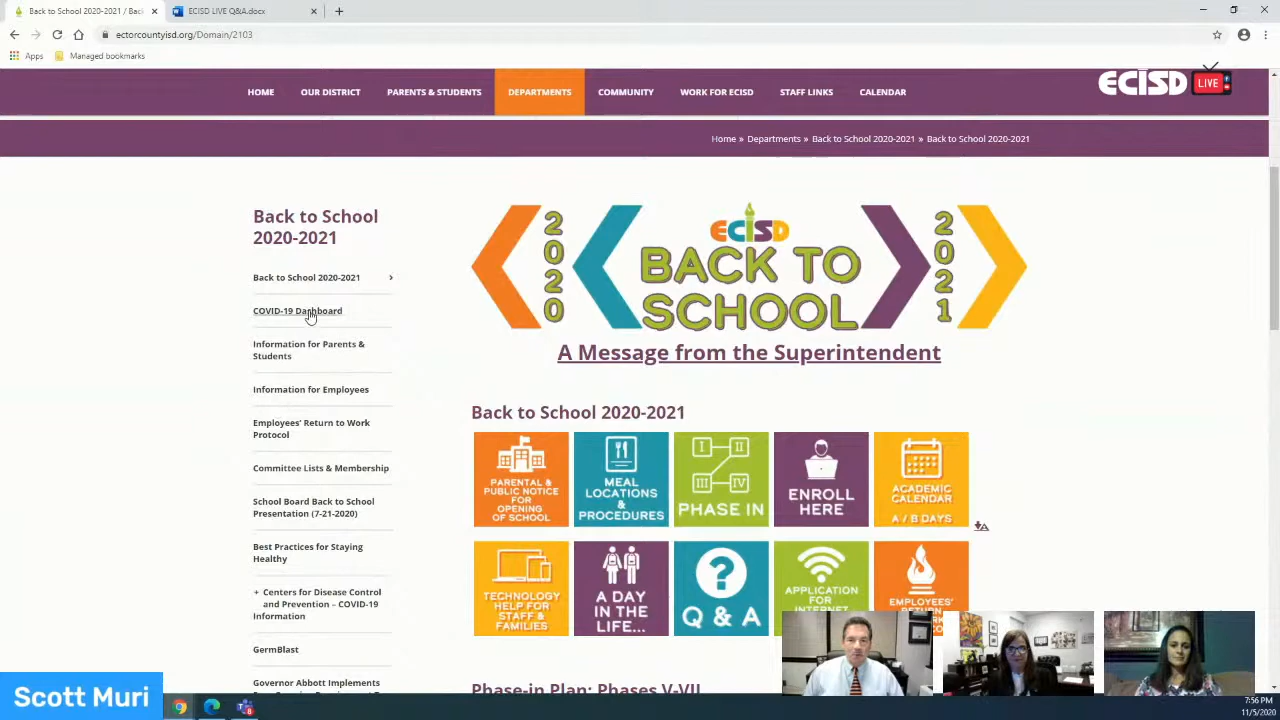 Back to School 2020-2021 / Back
ECISD LIVE Q&A.docx
ectorcountyisd.org/Domain/2103
Apps
Managed bookmarks
HOME
OUR DISTRICT
PARENTS & STUDENTS
DEPARTMENTS
COMMUNITY
WORK FOR ECISD
STAFF LINKS
CALENDAR
ECISD
LIVE
Home » Departments » Back to School 2020-2021 » Back to School 2020-2021
Back to School
2020-2021
Back to School 2020-2021
COVID-19 Dashboard
Information for Parents &
Students
Information for Employees
Employees' Return to Work
Protocol
Committee Lists & Membership
School Board Back to School
Presentation (7-21-2020)
Best Practices for Staying
Healthy
+ Centers for Disease Control
and Prevention – COVID-19
Information
GermBlast
Governor Abbott Implements
2020
ECISD
BACK TO
SCHOOL
2021
A Message from the Superintendent
Back to School 2020-2021
PARENTAL &
PUBLIC NOTICE
FOR
OPENING
OF SCHOOL
MEAL
LOCATIONS
& PROCEDURES
I II
III IV
PHASE IN
ENROLL
HERE
ACADEMIC
CALENDAR
A / B DAYS
TECHNOLOGY
HELP FOR
STAFF &
FAMILIES
A DAY
IN THE
LIFE...
?
Q & A
APPLICATION
FOR INTERNET
EMPLOYEES'
Phase-in Plan: Phases V-VII
Scott Muri
7:56 PM
11/5/2020